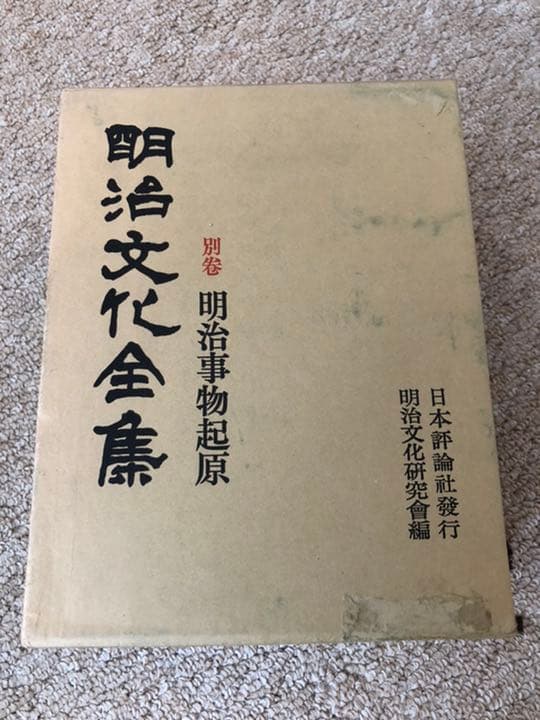 明治文化全集
別卷 明治事物起原
日本評論社發行
明治文化研究會編